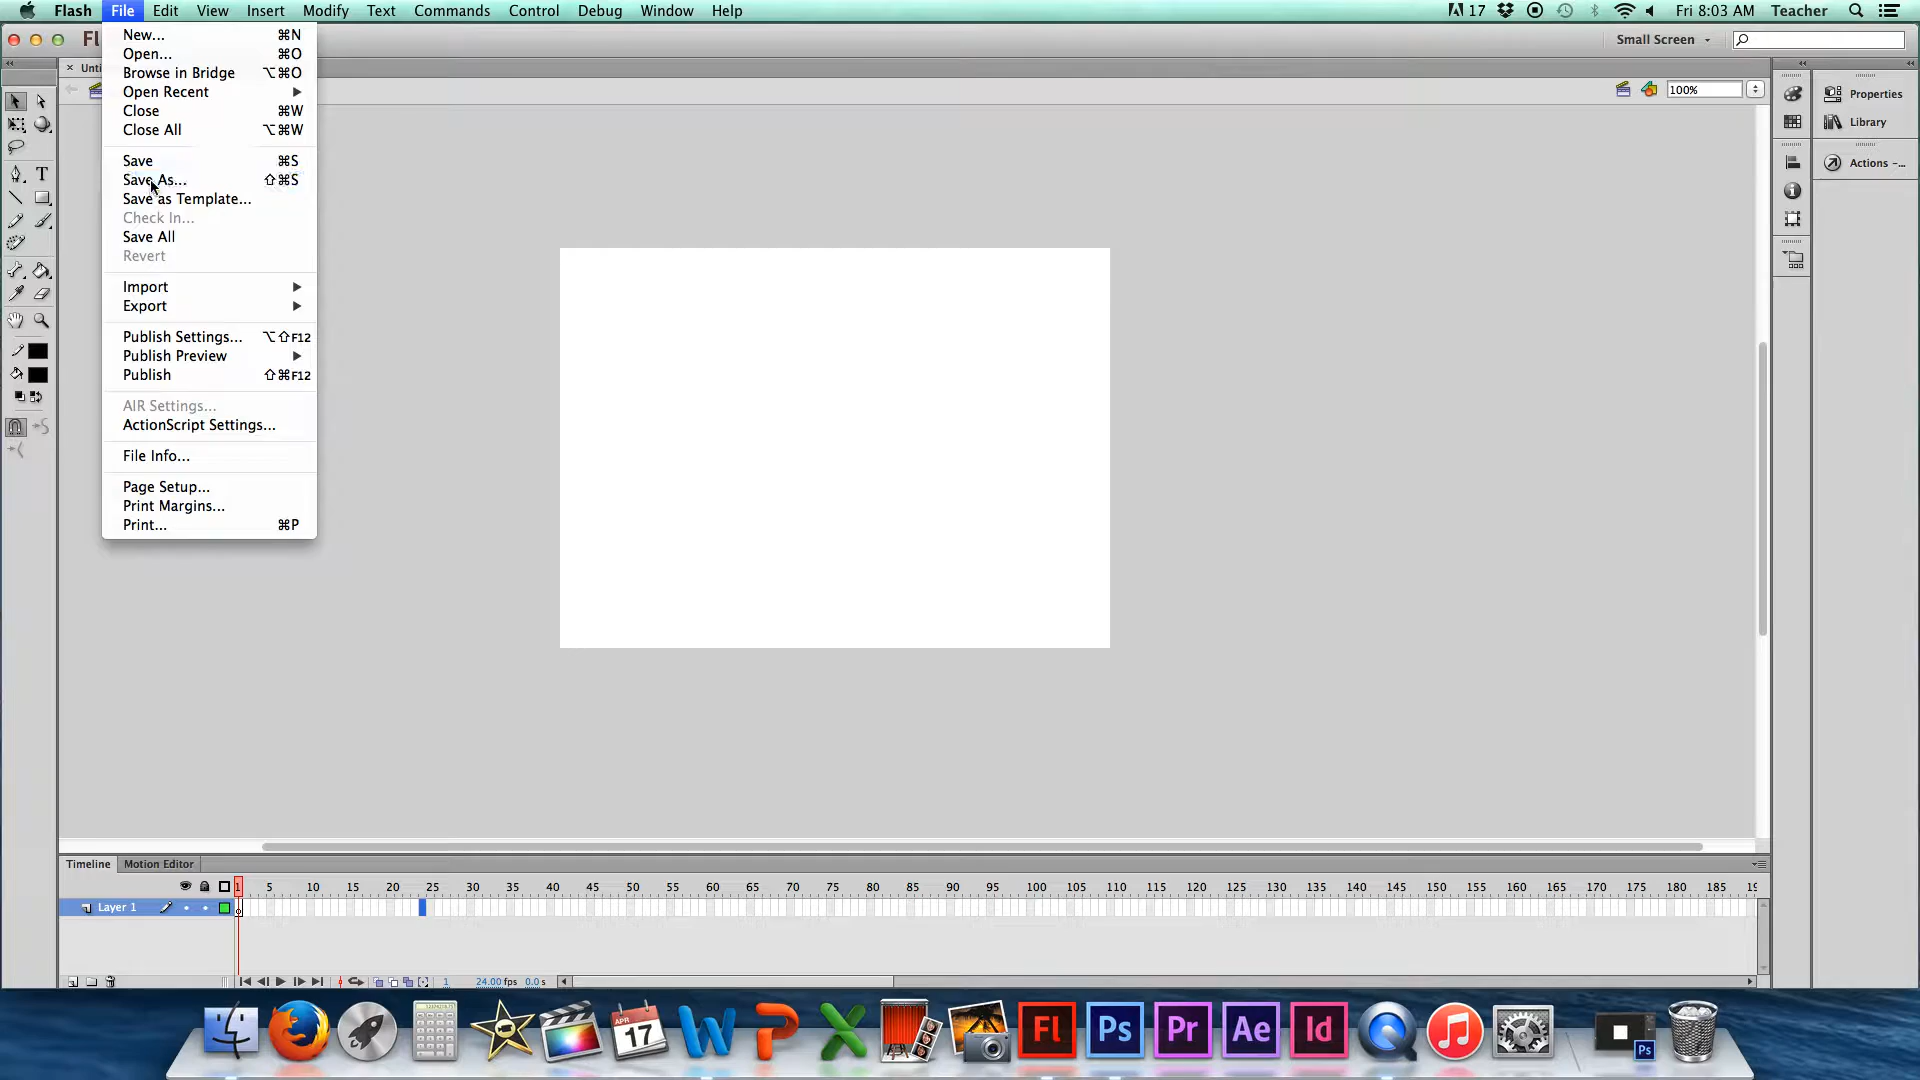 Flash File Edit View Insert Modify Text Commands Control Debug Window Help 17 Fri 8:03 AM Teacher
Small Screen
New... ⌘N
Open... ⌘O
Browse in Bridge ⌥⌘O
Open Recent
Close ⌘W
Close All ⌥⌘W
Save ⌘S
Save As... ⇧⌘S
Save as Template...
Check In...
Save All
Revert
Import
Export
Publish Settings... ⌥⇧F12
Publish Preview
Publish ⇧⌘F12
AIR Settings...
ActionScript Settings...
File Info...
Page Setup...
Print Margins...
Print... ⌘P
100%
Properties
Library
Actions -...
T
Timeline Motion Editor
1 5 10 15 20 25 30 35 40 45 50 55 60 65 70 75 80 85 90 95 100 105 110 115 120 125 130 135 140 145 150 155 160 165 170 175 180 185
Layer 1
1 24.00 fps 0.0 s
APR
17
Fl Ps Pr Ae Id
Ps